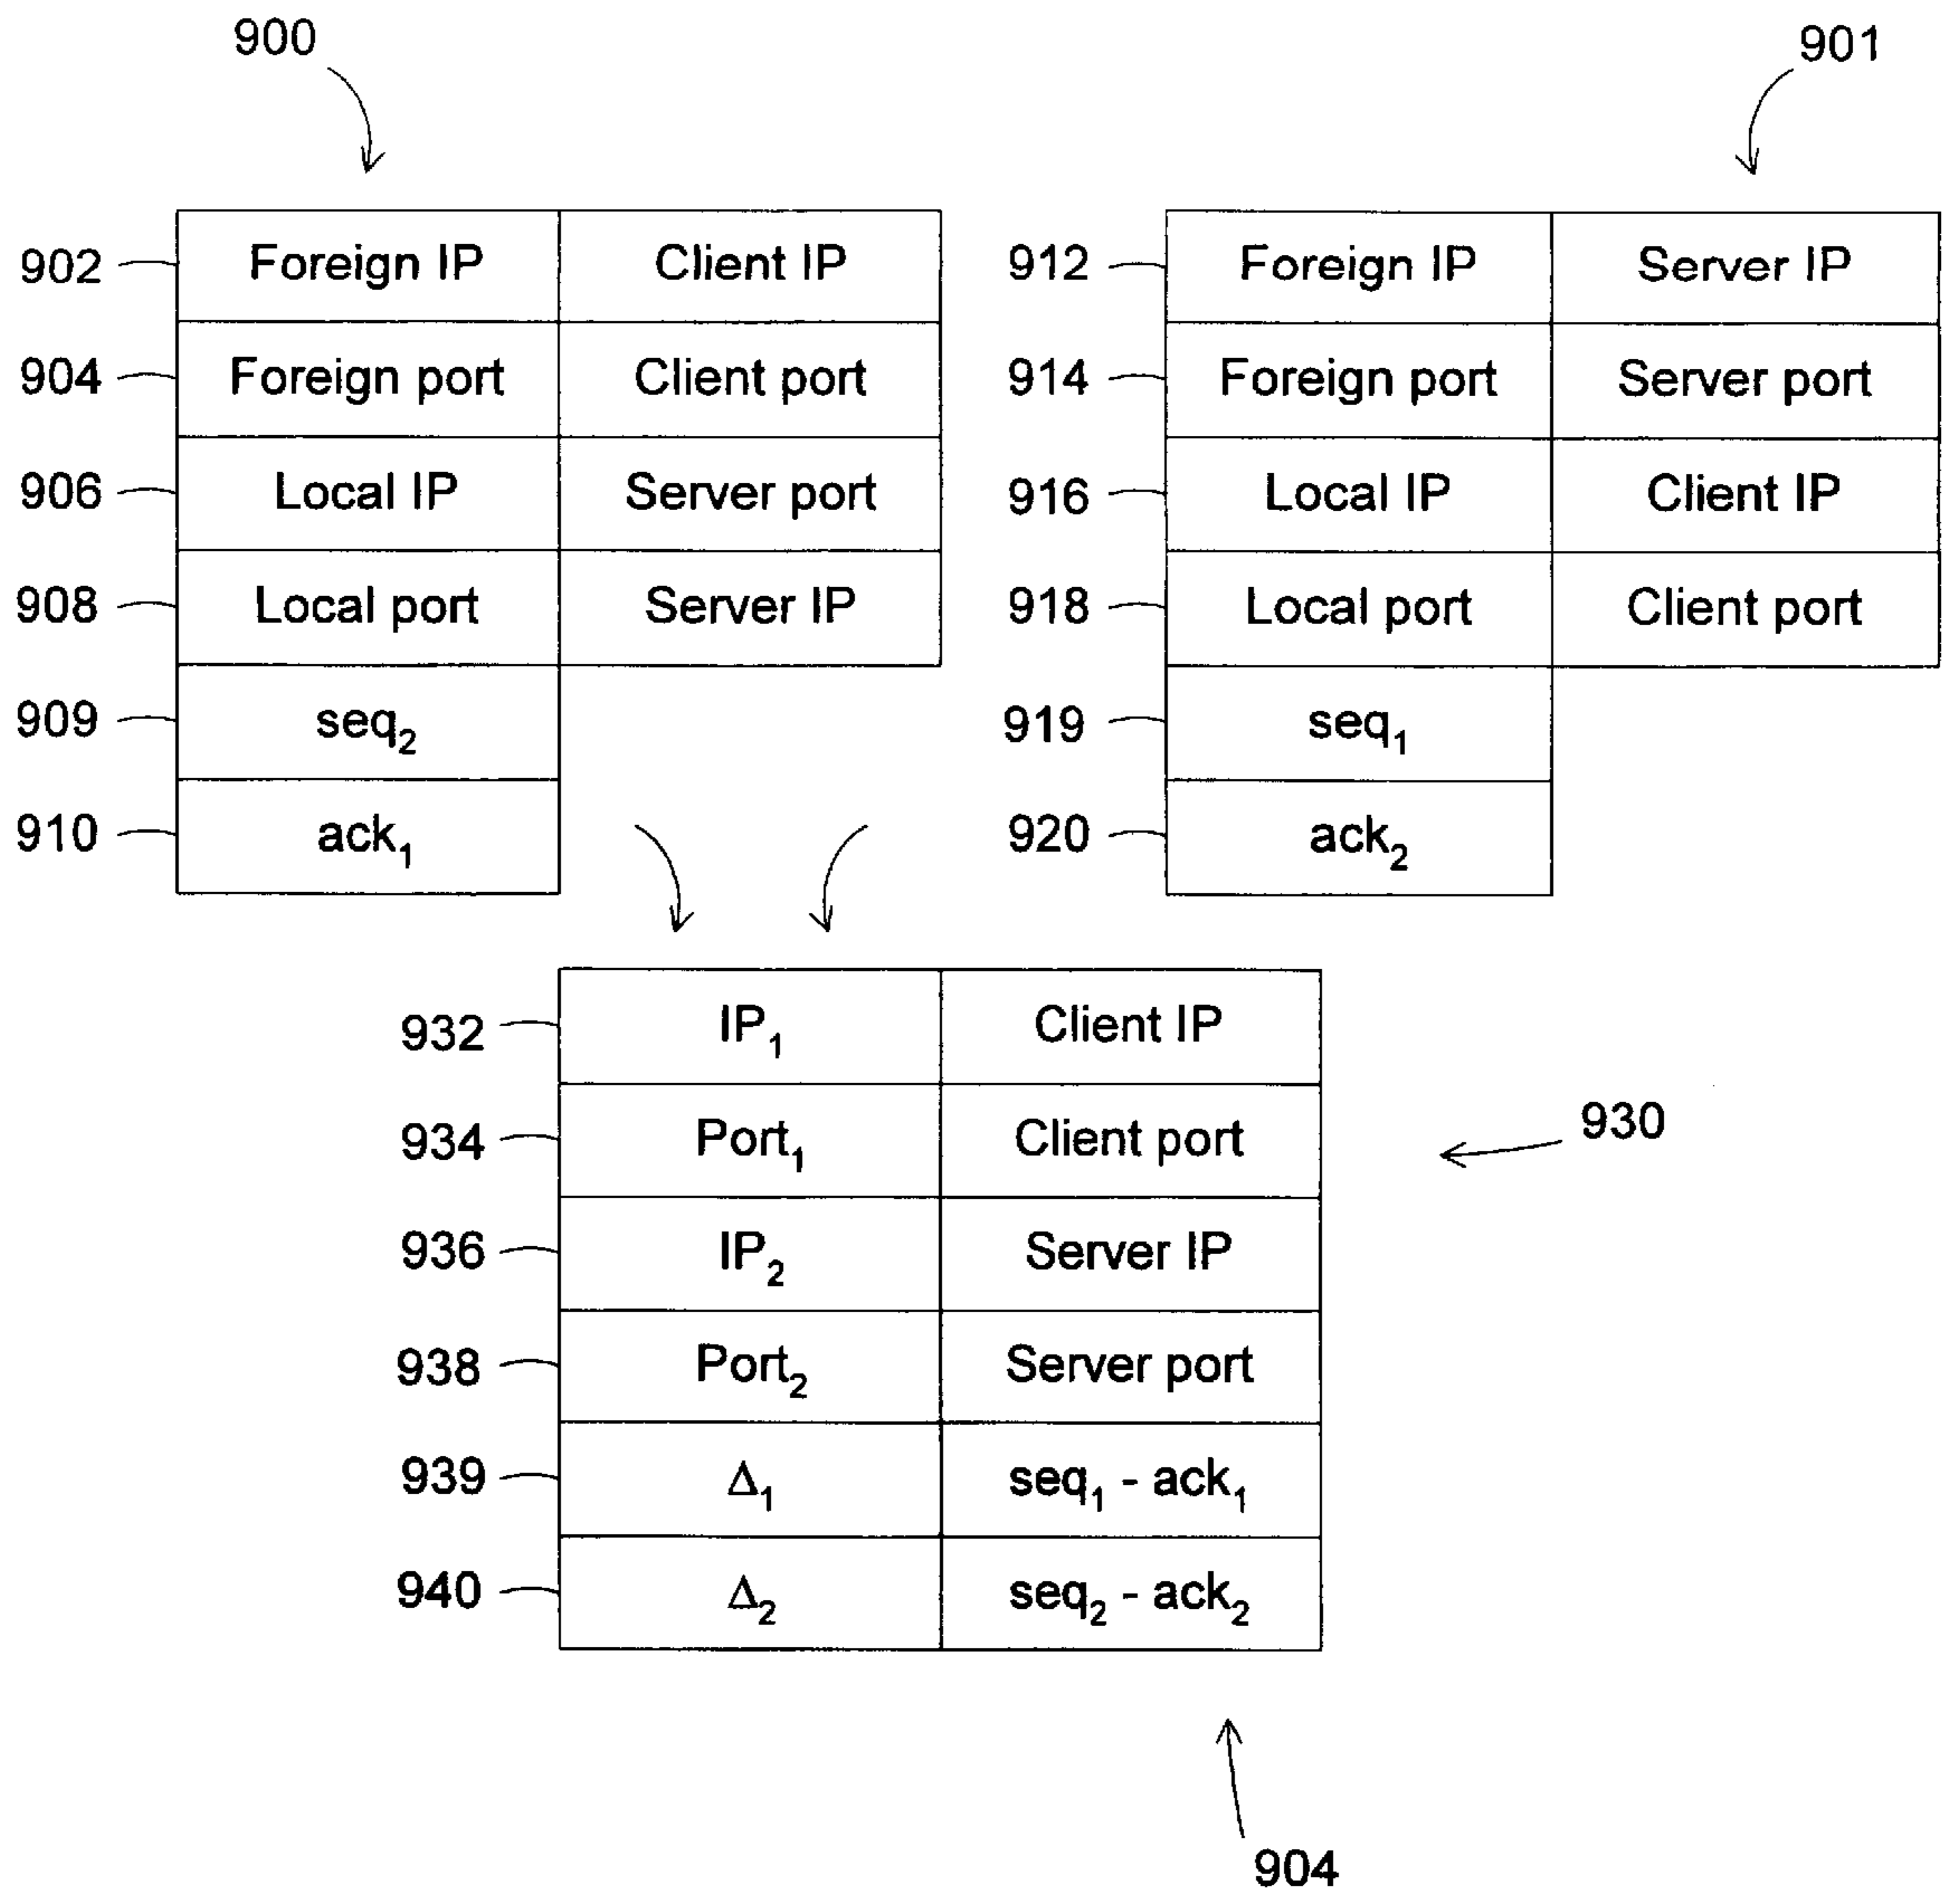 900
901
902 Foreign IP Client IP
904 Foreign port Client port
906 Local IP Server port
908 Local port Server IP
909 seq₂
910 ack₁
912 Foreign IP Server IP
914 Foreign port Server port
916 Local IP Client IP
918 Local port Client port
919 seq₁
920 ack₂
932 IP₁ Client IP
934 Port₁ Client port
936 IP₂ Server IP
938 Port₂ Server port
939 Δ₁ seq₁ - ack₁
940 Δ₂ seq₂ - ack₂
930
904